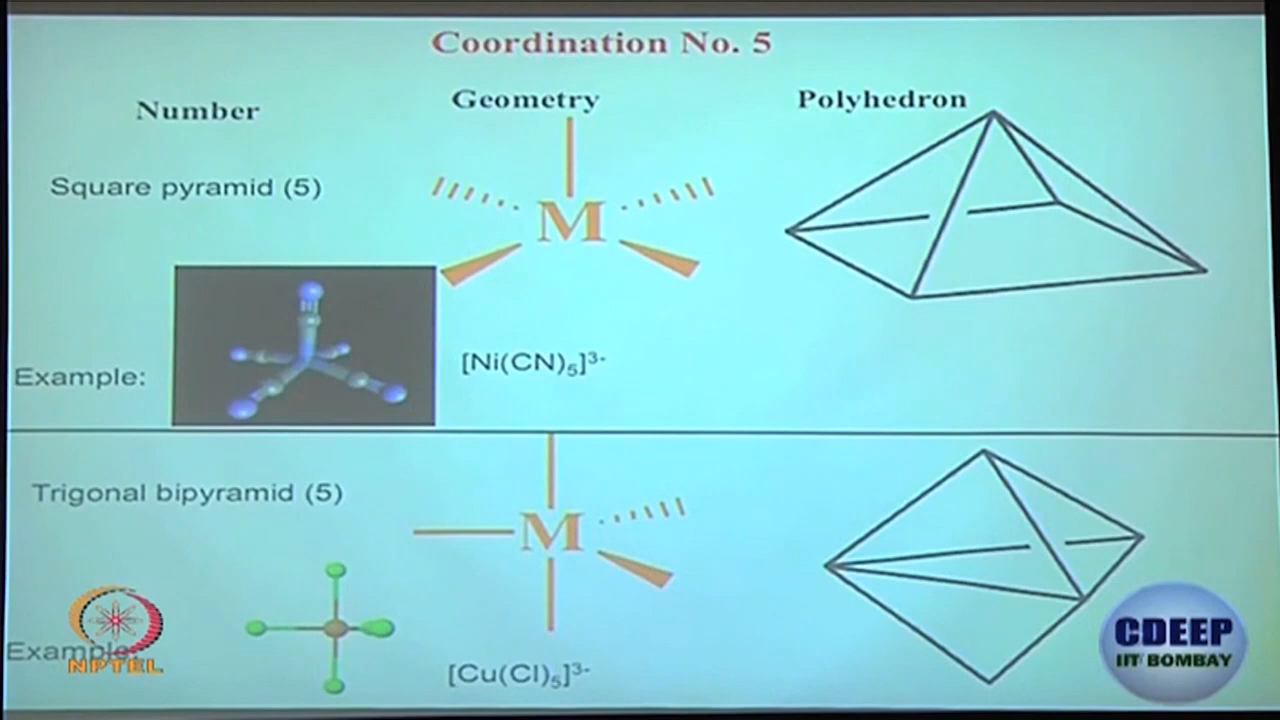 Coordination No. 5
Number
Geometry
Polyhedron
Square pyramid (5)
M
Example:
[Ni(CN)5]3-
Trigonal bipyramid (5)
M
Example:
[Cu(Cl)5]3-
NPTEL
CDEEP
IIT BOMBAY